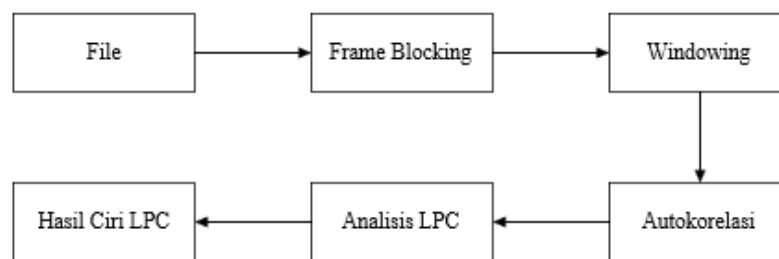 File
Frame Blocking
Windowing
Autokorelasi
Analisis LPC
Hasil Ciri LPC